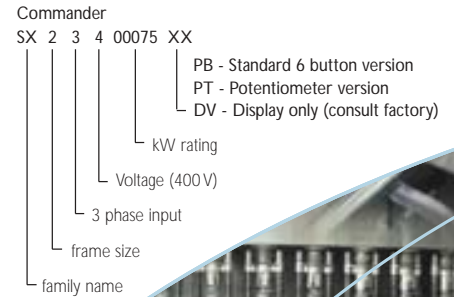 Commander
SX 2 3 4 00075 XX
PB - Standard 6 button version
PT - Potentiometer version
DV - Display only (consult factory)
kW rating
Voltage (400 V)
3 phase input
frame size
family name